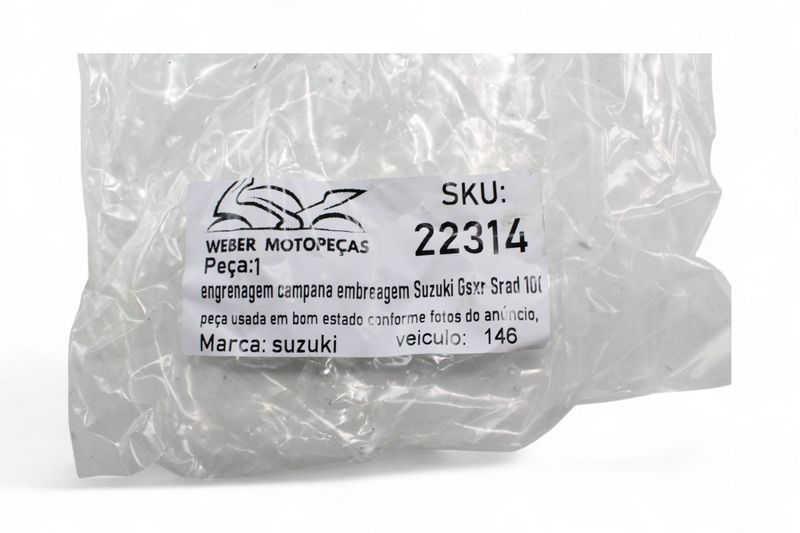 SKU:
22314
WEBER MOTOPEÇAS
Peça:1
engrenagem campana embreagem Suzuki Gsxr Srad 100
peça usada em bom estado conforme fotos do anúncio,
Marca: suzuki veiculo: 146